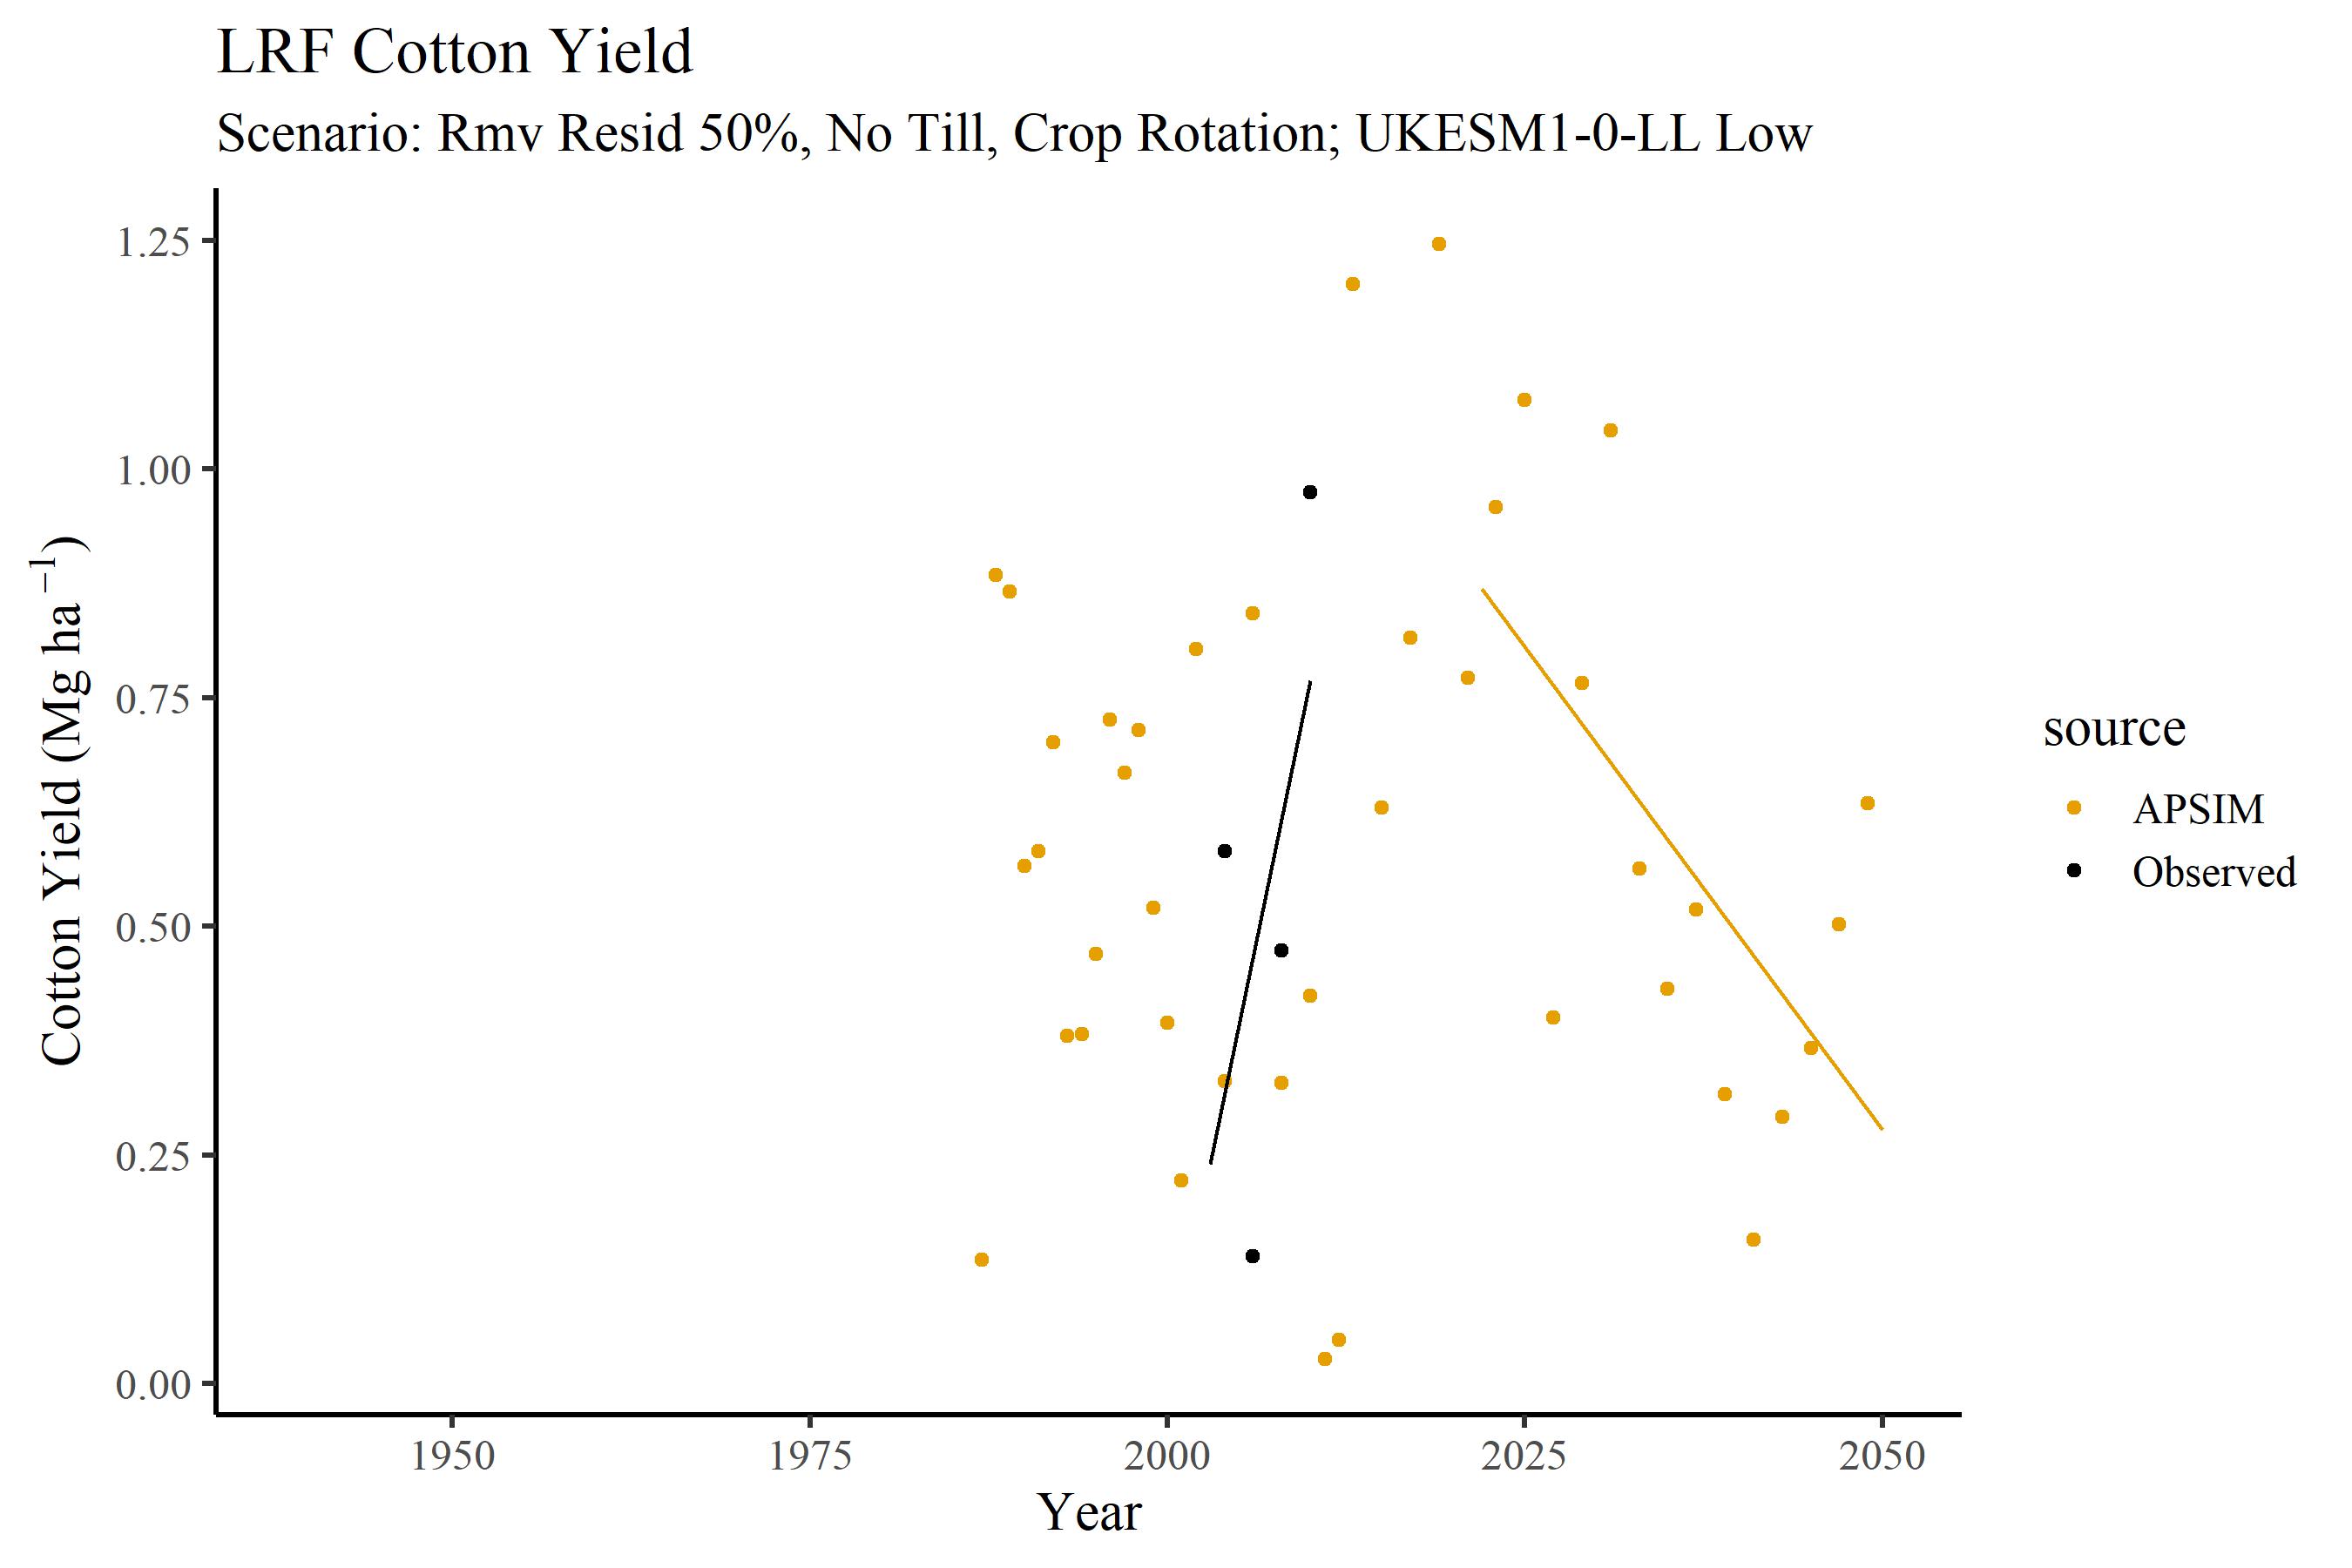 LRF Cotton Yield
Scenario: Rmv Resid 50%, No Till, Crop Rotation; UKESM1-0-LL Low
Cotton Yield (Mg ha⁻¹)
1.25
1.00
0.75
0.50
0.25
0.00
1950 1975 2000 2025 2050
Year
source
APSIM
Observed